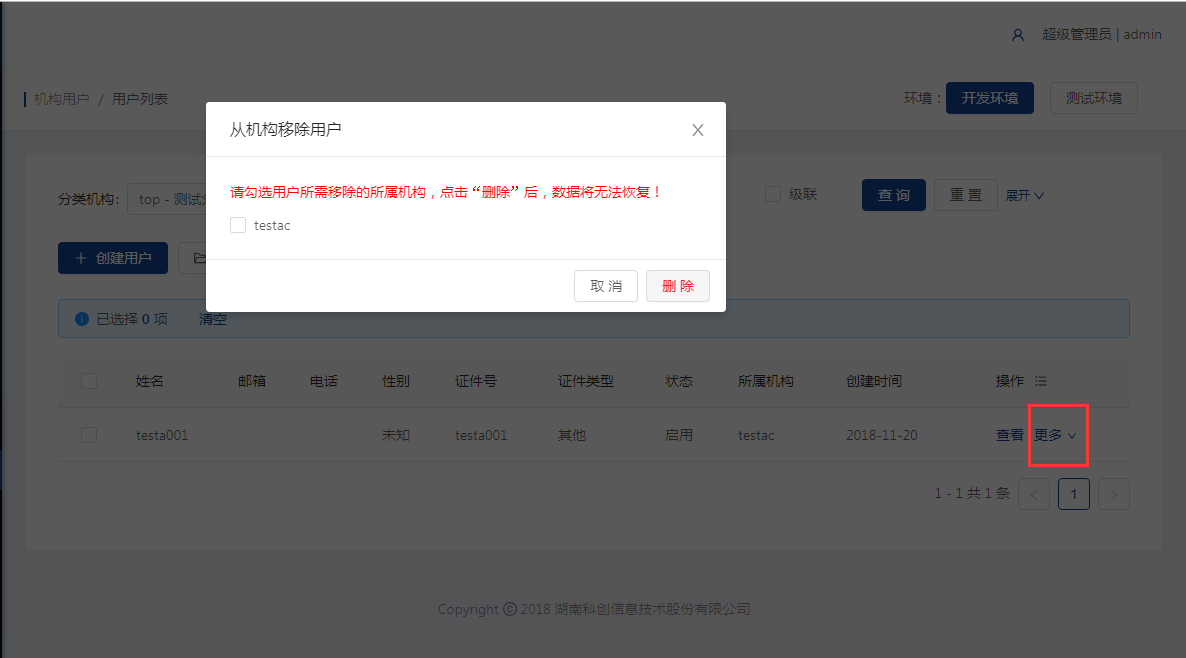 超级管理员 | admin
机构用户 / 用户列表
环境：
开发环境
测试环境
从机构移除用户
请勾选用户所需移除的所属机构，点击“删除”后，数据将无法恢复！
testac
取 消
删 除
分类机构：
top - 测试
级联
查 询
重 置
展开
创建用户
已选择 0 项 清空
姓名 邮箱 电话 性别 证件号 证件类型 状态 所属机构 创建时间 操作
testa001 未知 testa001 其他 启用 testac 2018-11-20 查看 更多
1 - 1 共 1 条 < 1 >
Copyright © 2018 湖南科创信息技术股份有限公司